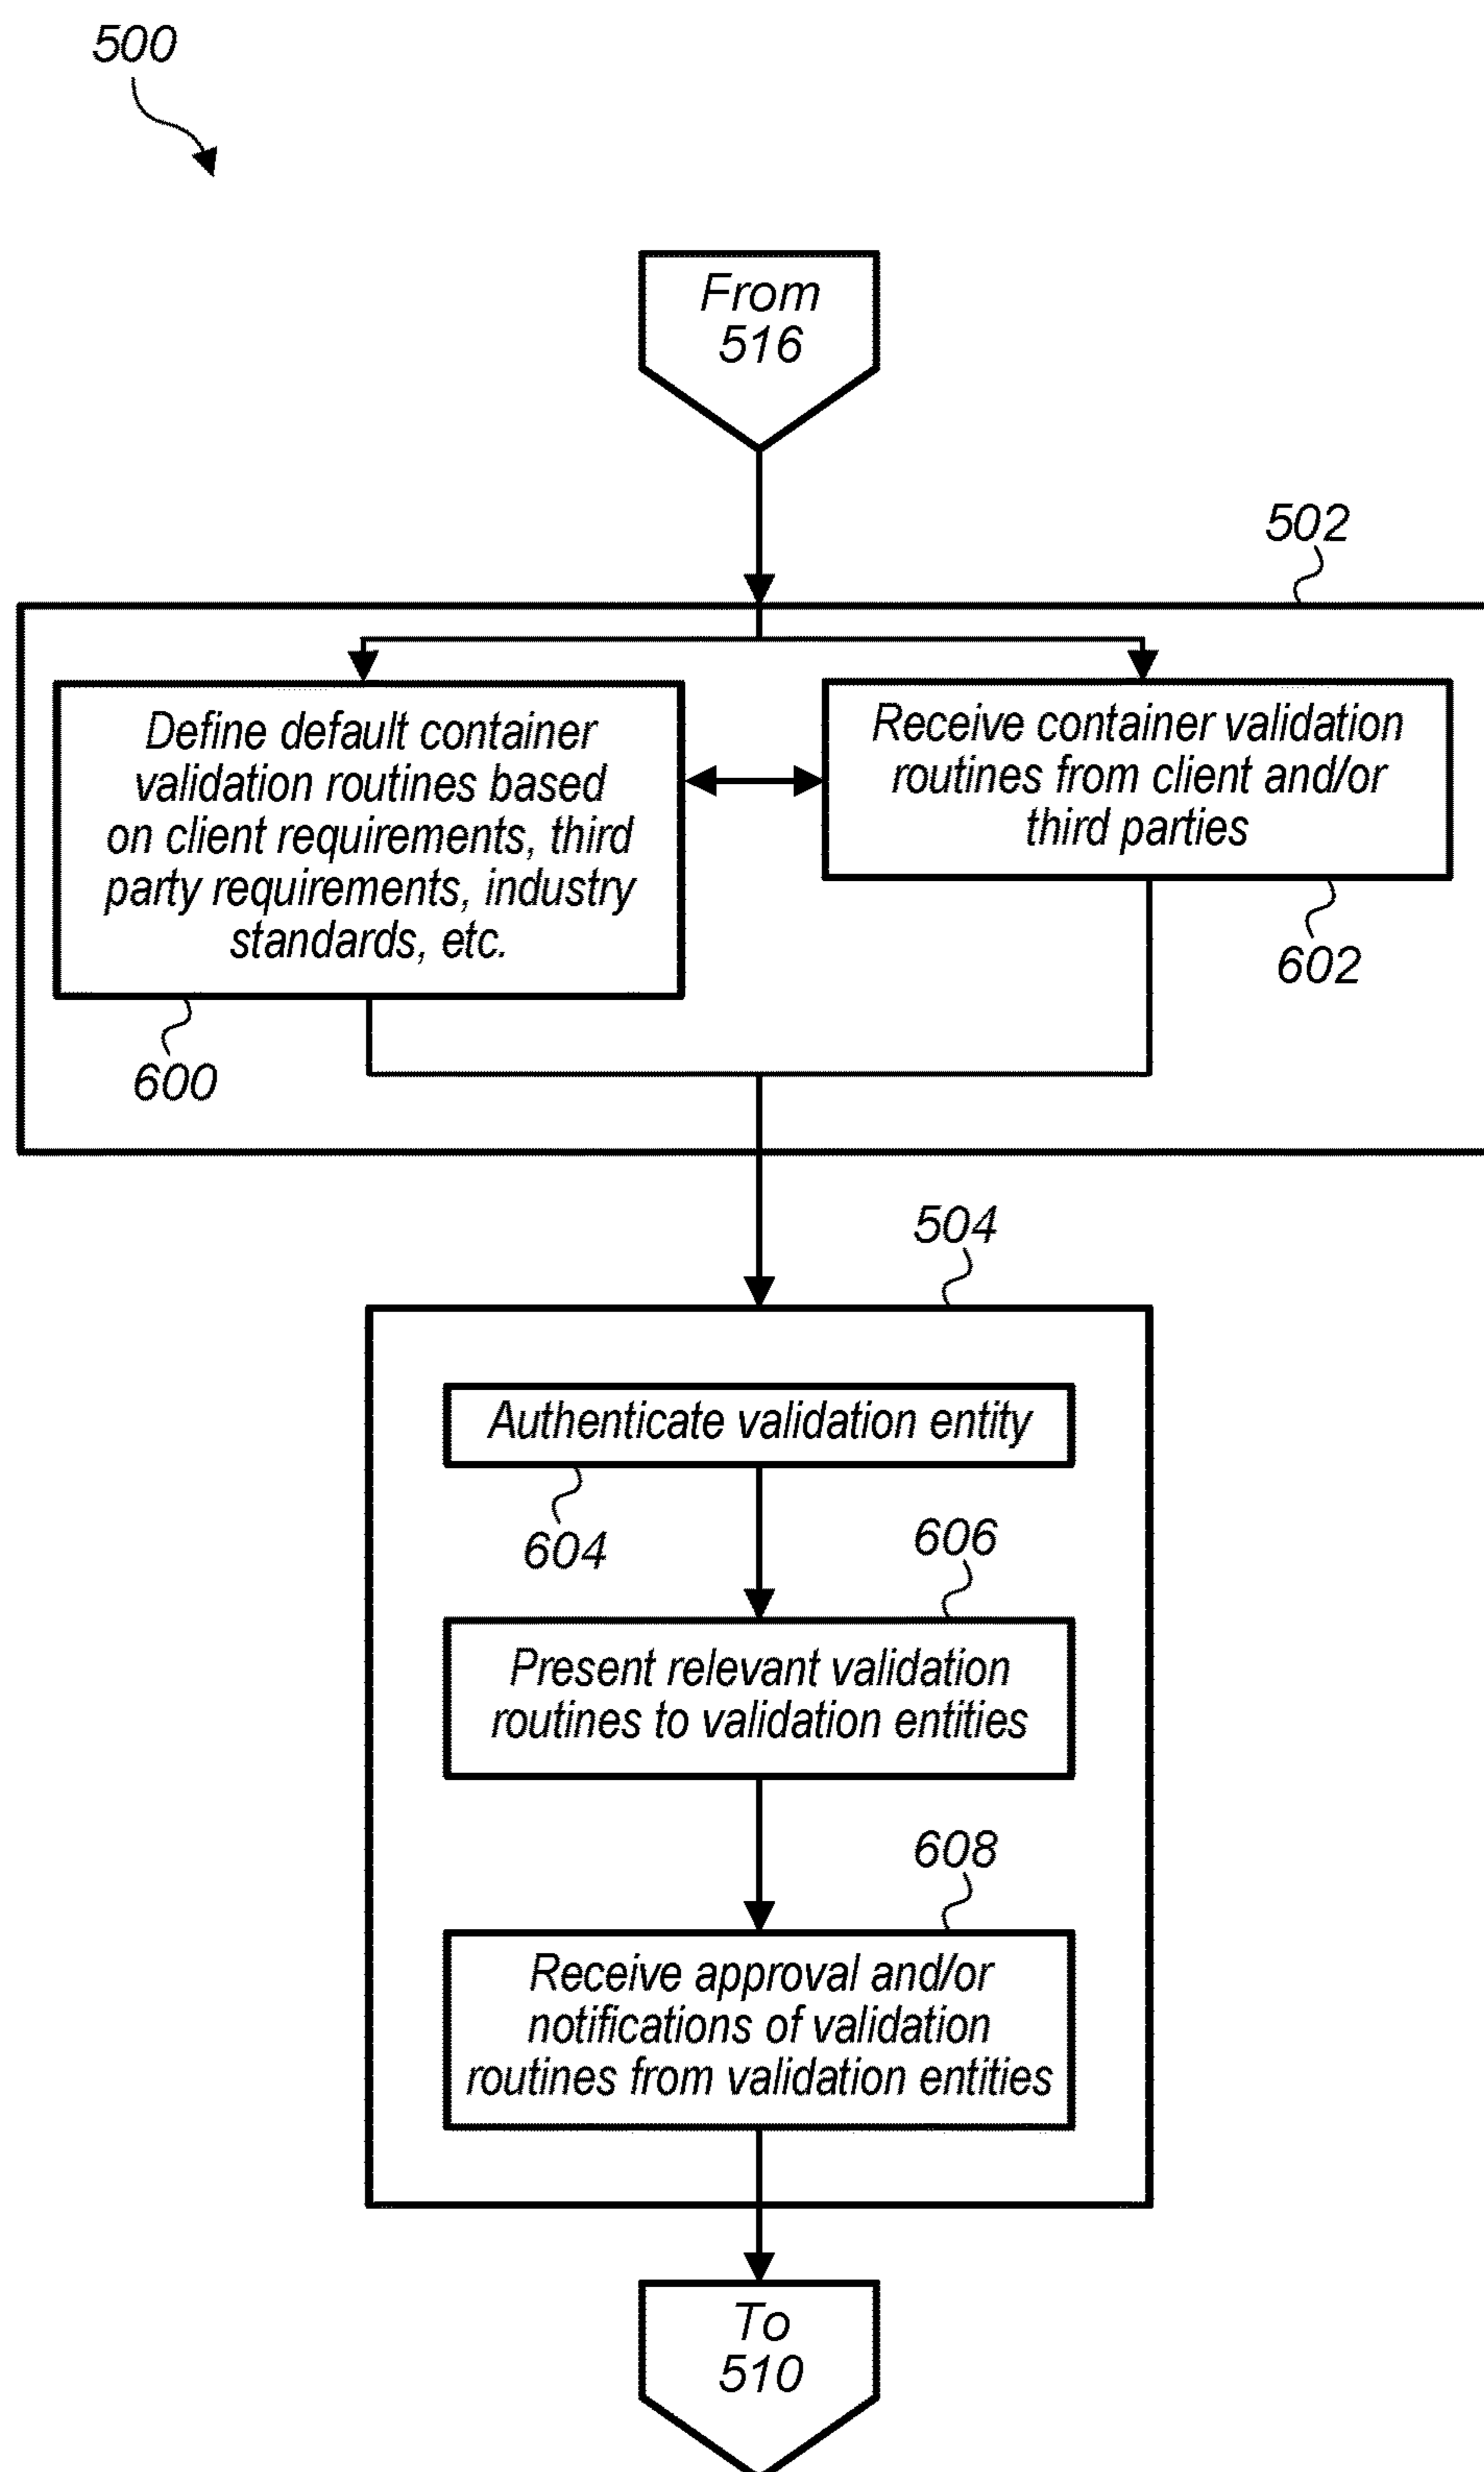 500
From
516
502
Define default container
validation routines based
on client requirements, third
party requirements, industry
standards, etc.
Receive container validation
routines from client and/or
third parties
602
600
504
Authenticate validation entity
604
606
Present relevant validation
routines to validation entities
608
Receive approval and/or
notifications of validation
routines from validation entities
To
510